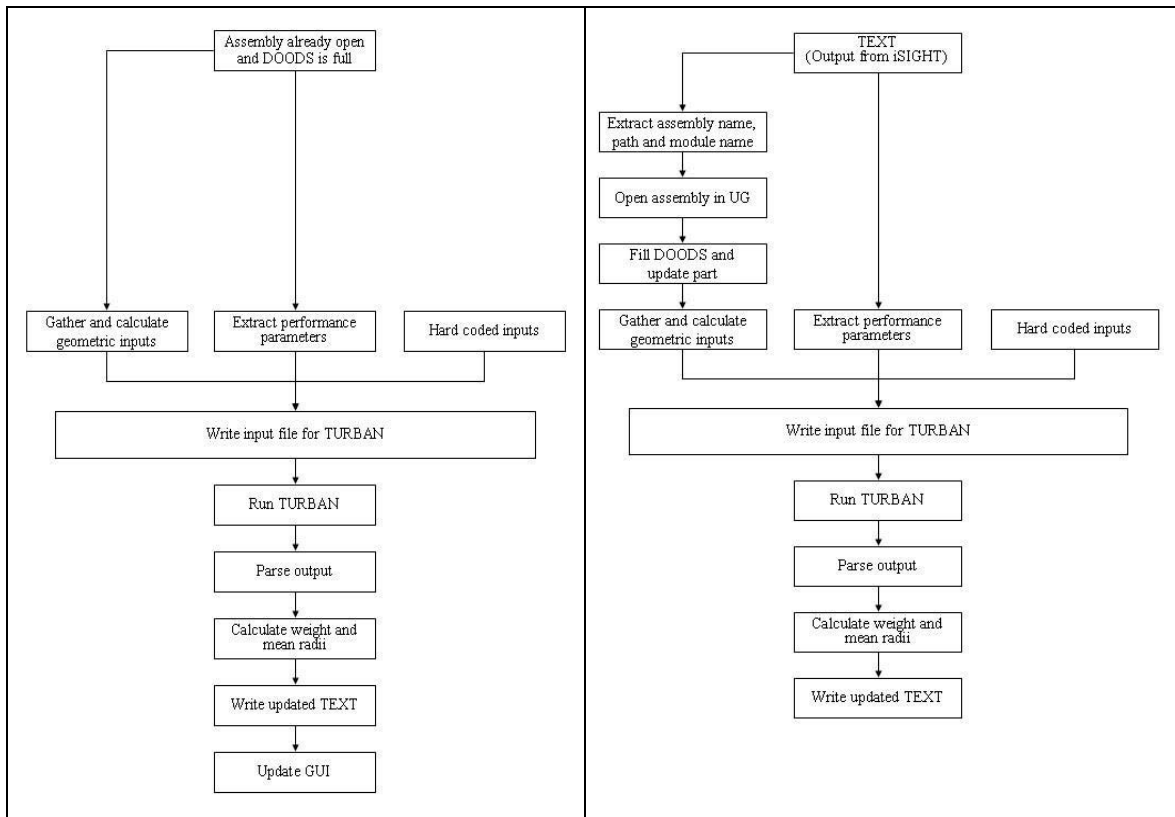 Assembly already open
and DOODS is full
Gather and calculate
geometric inputs
Extract performance
parameters
Hard coded inputs
Write input file for TURBAN
Run TURBAN
Parse output
Calculate weight and
mean radii
Write updated TEXT
Update GUI
TEXT
(Output from iSIGHT)
Extract assembly name,
path and module name
Open assembly in UG
Fill DOODS and
update part
Gather and calculate
geometric inputs
Extract performance
parameters
Hard coded inputs
Write input file for TURBAN
Run TURBAN
Parse output
Calculate weight and
mean radii
Write updated TEXT